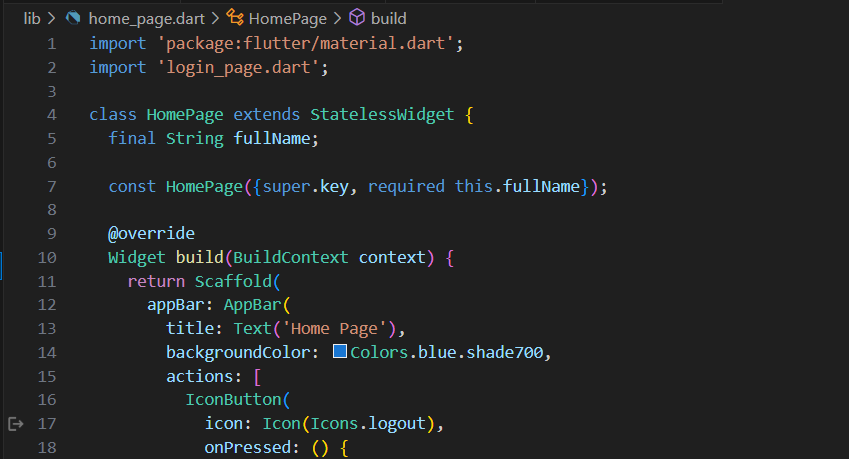 lib > home_page.dart > HomePage > build
1 import 'package:flutter/material.dart';
2 import 'login_page.dart';
3
4 class HomePage extends StatelessWidget {
5   final String fullName;
6
7   const HomePage({super.key, required this.fullName});
8
9   @override
10   Widget build(BuildContext context) {
11     return Scaffold(
12       appBar: AppBar(
13         title: Text('Home Page'),
14         backgroundColor: Colors.blue.shade700,
15         actions: [
16           IconButton(
17             icon: Icon(Icons.logout),
18             onPressed: () {